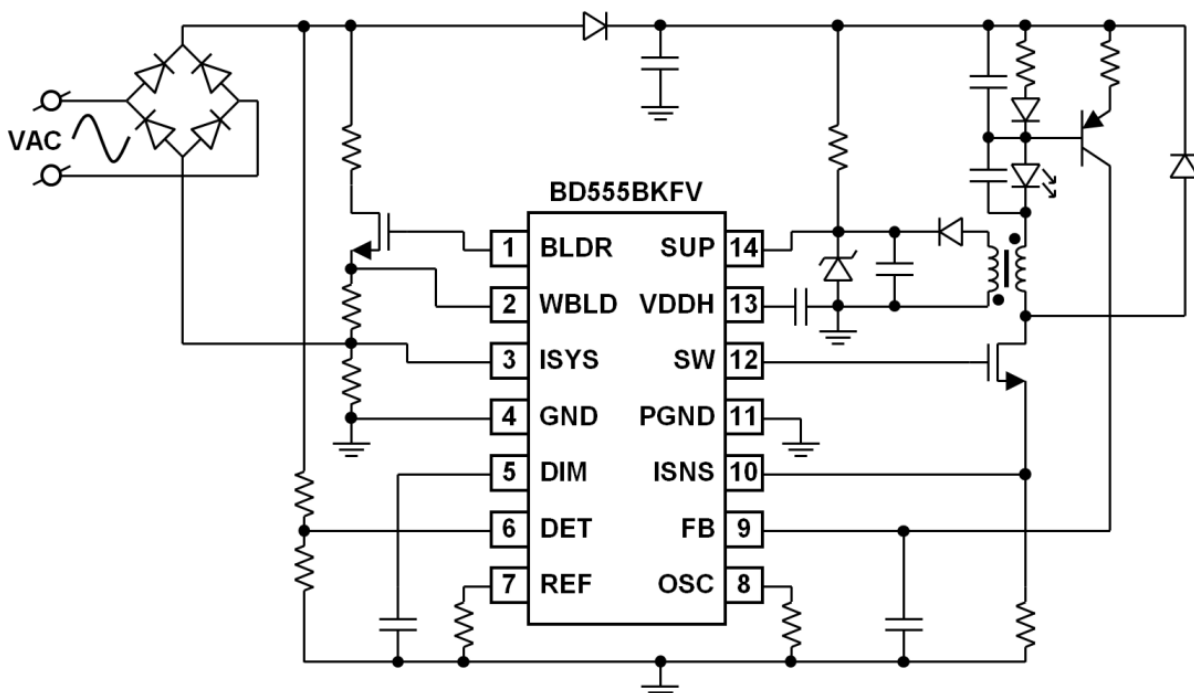 VAC
BD555BKFV
1 BLDR SUP 14
2 WBLD VDDH 13
3 ISYS SW 12
4 GND PGND 11
5 DIM ISNS 10
6 DET FB 9
7 REF OSC 8